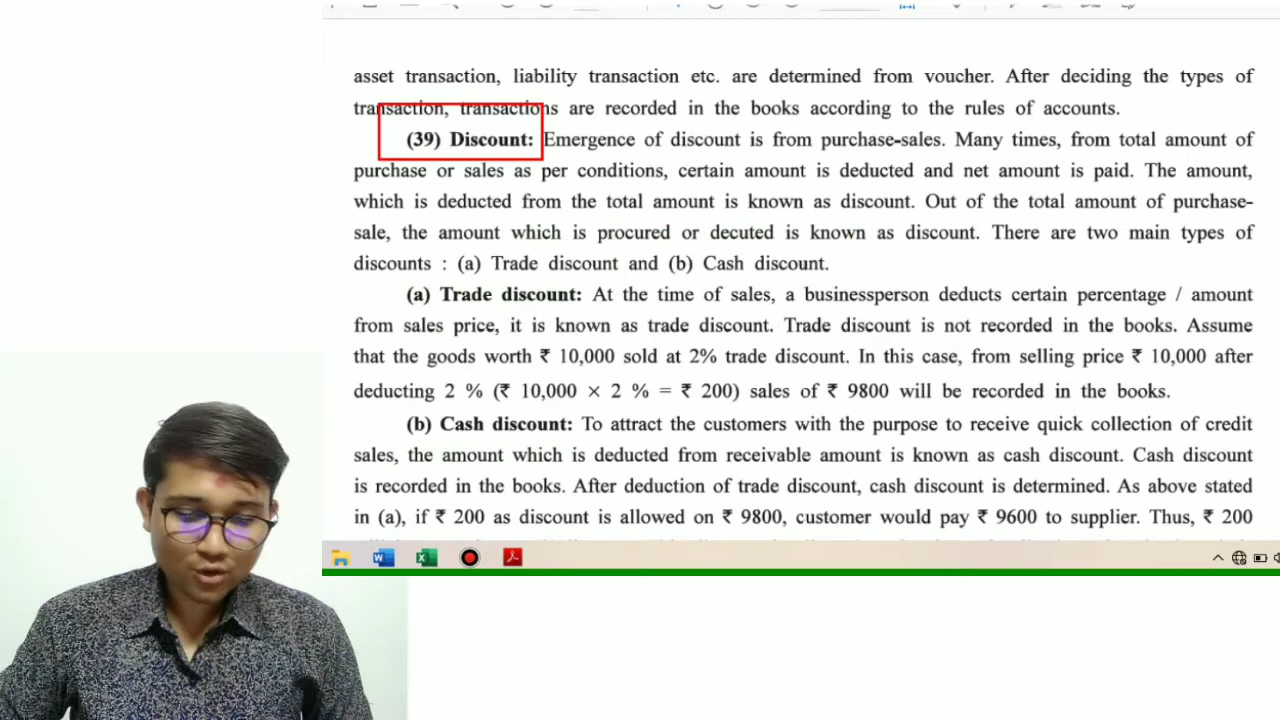 asset transaction, liability transaction etc. are determined from voucher. After deciding the types of
transaction, transactions are recorded in the books according to the rules of accounts.
(39) Discount: Emergence of discount is from purchase-sales. Many times, from total amount of
purchase or sales as per conditions, certain amount is deducted and net amount is paid. The amount,
which is deducted from the total amount is known as discount. Out of the total amount of purchase-
sale, the amount which is procured or decuted is known as discount. There are two main types of
discounts : (a) Trade discount and (b) Cash discount.
(a) Trade discount: At the time of sales, a businessperson deducts certain percentage / amount
from sales price, it is known as trade discount. Trade discount is not recorded in the books. Assume
that the goods worth ₹ 10,000 sold at 2% trade discount. In this case, from selling price ₹ 10,000 after
deducting 2 % (₹ 10,000 × 2 % = ₹ 200) sales of ₹ 9800 will be recorded in the books.
(b) Cash discount: To attract the customers with the purpose to receive quick collection of credit
sales, the amount which is deducted from receivable amount is known as cash discount. Cash discount
is recorded in the books. After deduction of trade discount, cash discount is determined. As above stated
in (a), if ₹ 200 as discount is allowed on ₹ 9800, customer would pay ₹ 9600 to supplier. Thus, ₹ 200